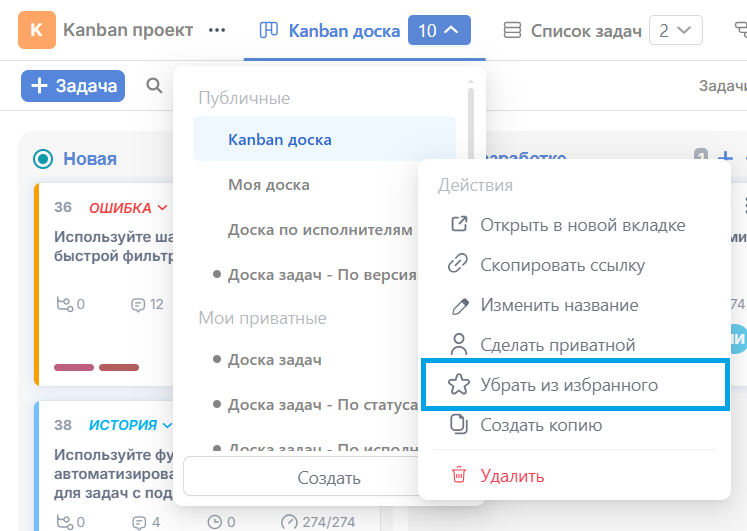 K Kanban проект ••• Kanban доска 10 Список задач 2
+ Задача Задачи
Публичные
Kanban доска
Моя доска
Доска по исполнителям
Доска задач - По версия
Мои приватные
Доска задач
Доска задач - По статуса
Доска задач - По исполн
Создать
Действия
Открыть в новой вкладке
Скопировать ссылку
Изменить название
Сделать приватной
Убрать из избранного
Создать копию
Удалить
Новая
36 ОШИБКА
Используйте ша
быстрой фильтр
0 12
38 ИСТОРИЯ
Используйте фу
автоматизирова
для задач с под
0 4 0 274/274
разработке 1 +
ми
74
МИ